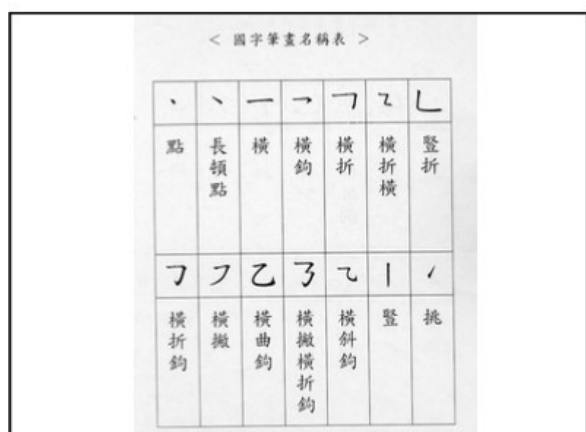 < 國字筆畫名稱表 >
點 長頓點 橫 橫鉤 橫折 橫折橫 豎折
橫折鉤 橫撇 橫曲鉤 橫撇橫折鉤 橫斜鉤 豎 挑